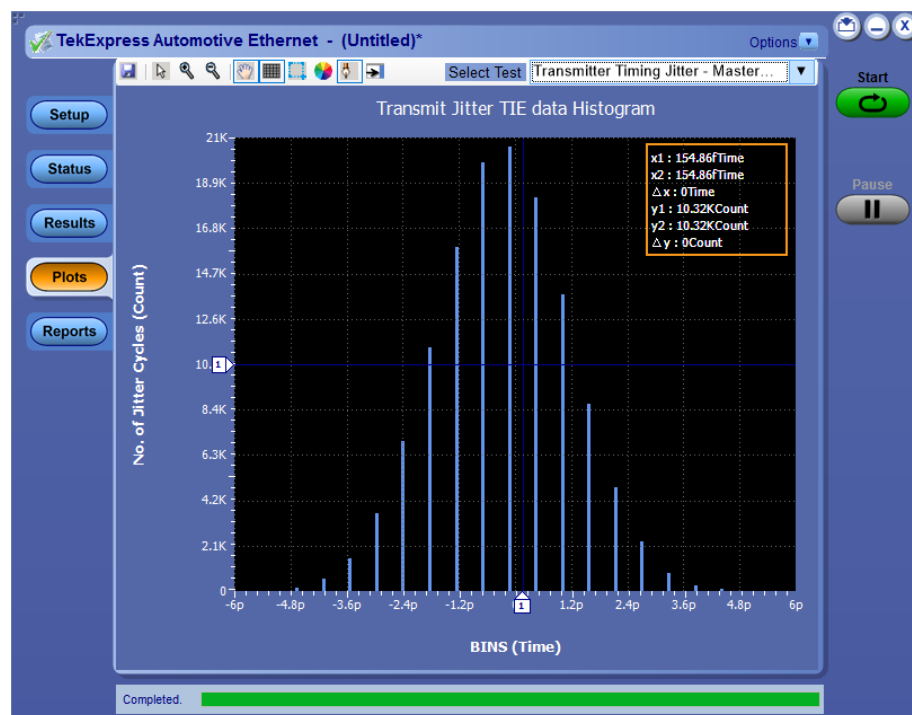 TekExpress Automotive Ethernet - (Untitled)*
Options
Select Test
Transmitter Timing Jitter - Master...
Start
Pause
Setup
Status
Results
Plots
Reports
Transmit Jitter TIE data Histogram
x1 : 154.86fTime
x2 : 154.86fTime
Δx : 0Time
y1 : 10.32KCount
y2 : 10.32KCount
Δy : 0Count
No. of Jitter Cycles (Count)
21K
18.9K
16.8K
14.7K
12.6K
10.
1
8.4K
6.3K
4.2K
2.1K
0
-6p -4.8p -3.6p -2.4p -1.2p 1 1.2p 2.4p 3.6p 4.8p 6p
BINS (Time)
Completed.